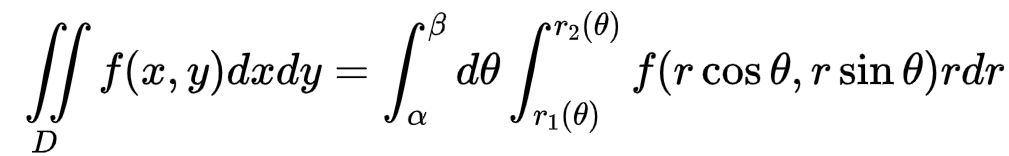 ∬_D f(x, y)dxdy = ∫_α^β dθ ∫_{r₁(θ)}^{r₂(θ)} f(r cos θ, r sin θ)rdr